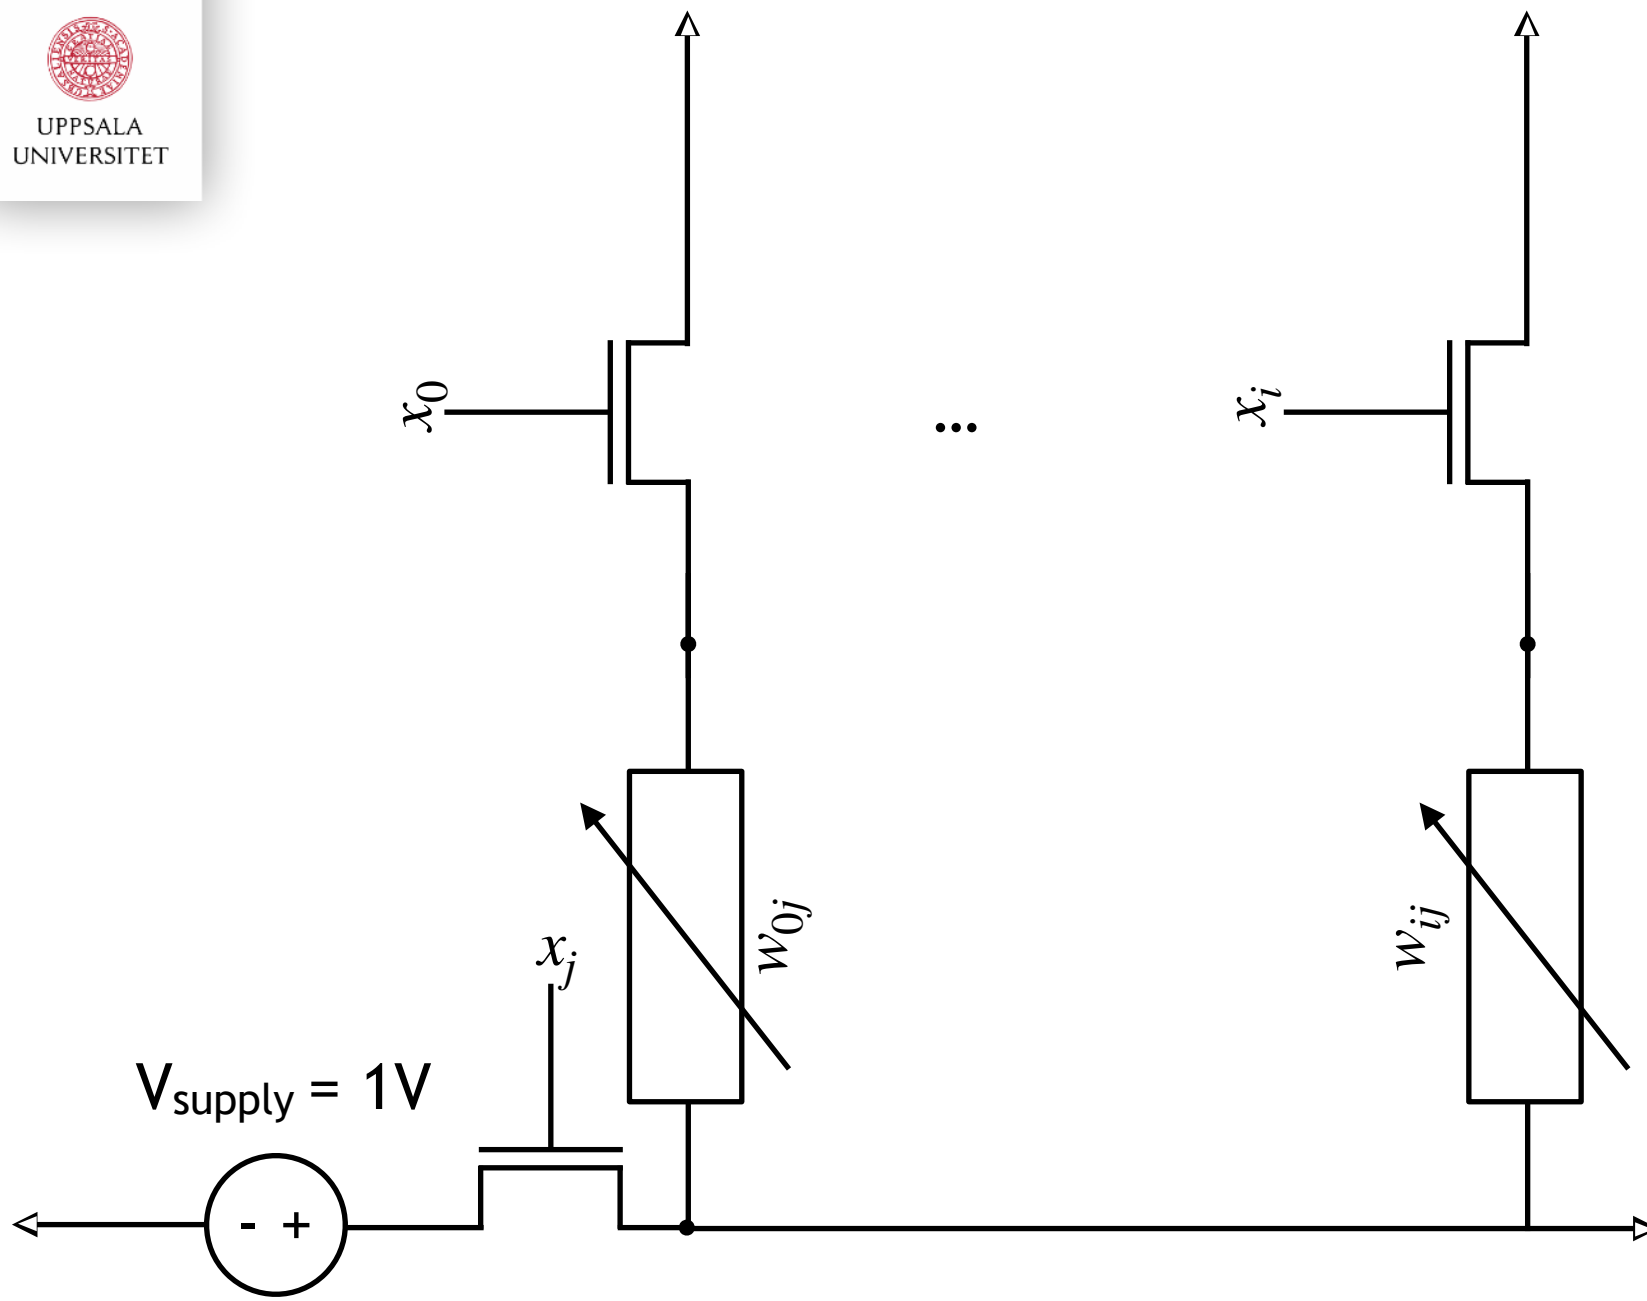 UPPSALA
UNIVERSITET
x0
...
xi
w0j
wij
xj
Vsupply = 1V
- +